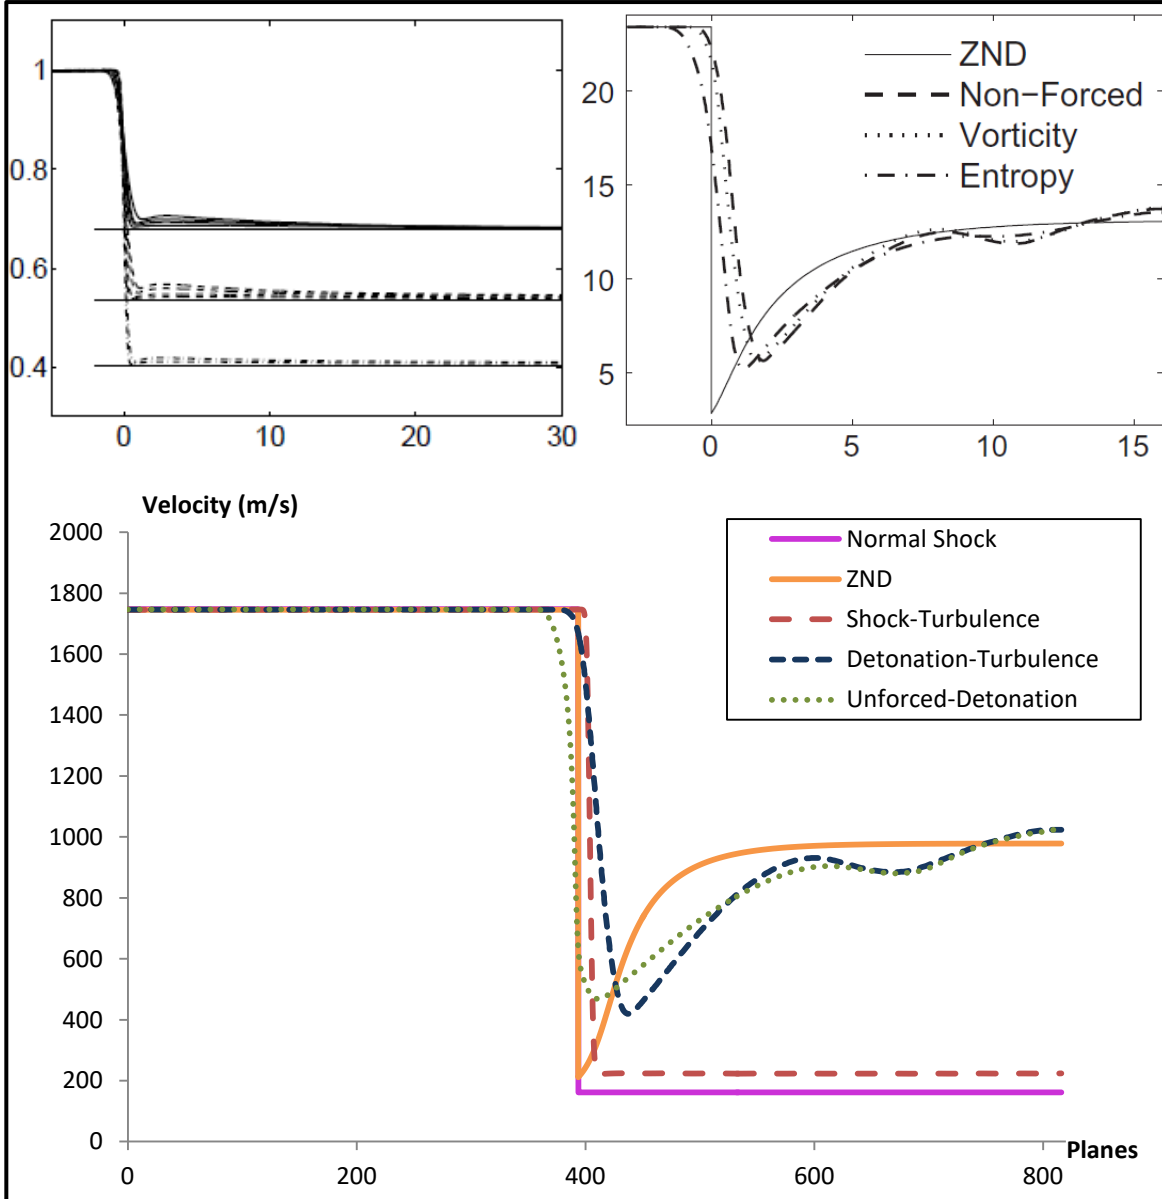 1
0.8
0.6
0.4
0 10 20 30
ZND
Non-Forced
Vorticity
Entropy
20
15
10
5
0 5 10 15
Velocity (m/s)
2000
1800
1600
1400
1200
1000
800
600
400
200
0
Normal Shock
ZND
Shock-Turbulence
Detonation-Turbulence
Unforced-Detonation
0 200 400 600 800
Planes